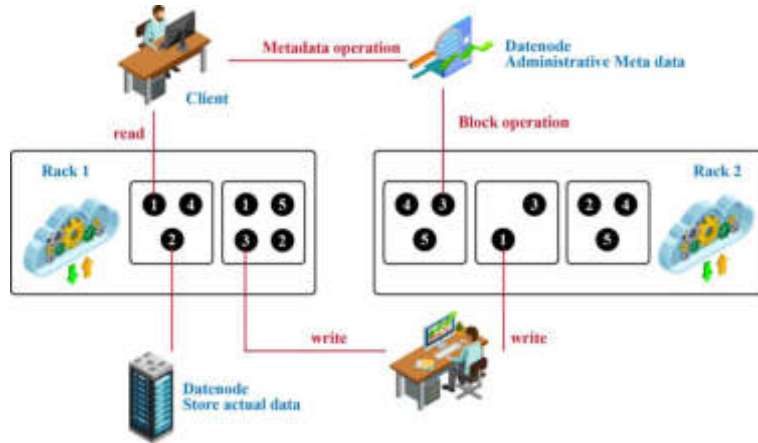 Metadata operation
Datenode
Administrative Meta data
Client
read
Block operation
Rack 1
Rack 2
1 4
2
1 5
3 2
4 3
5
3
1
2 4
5
write
write
Datenode
Store actual data